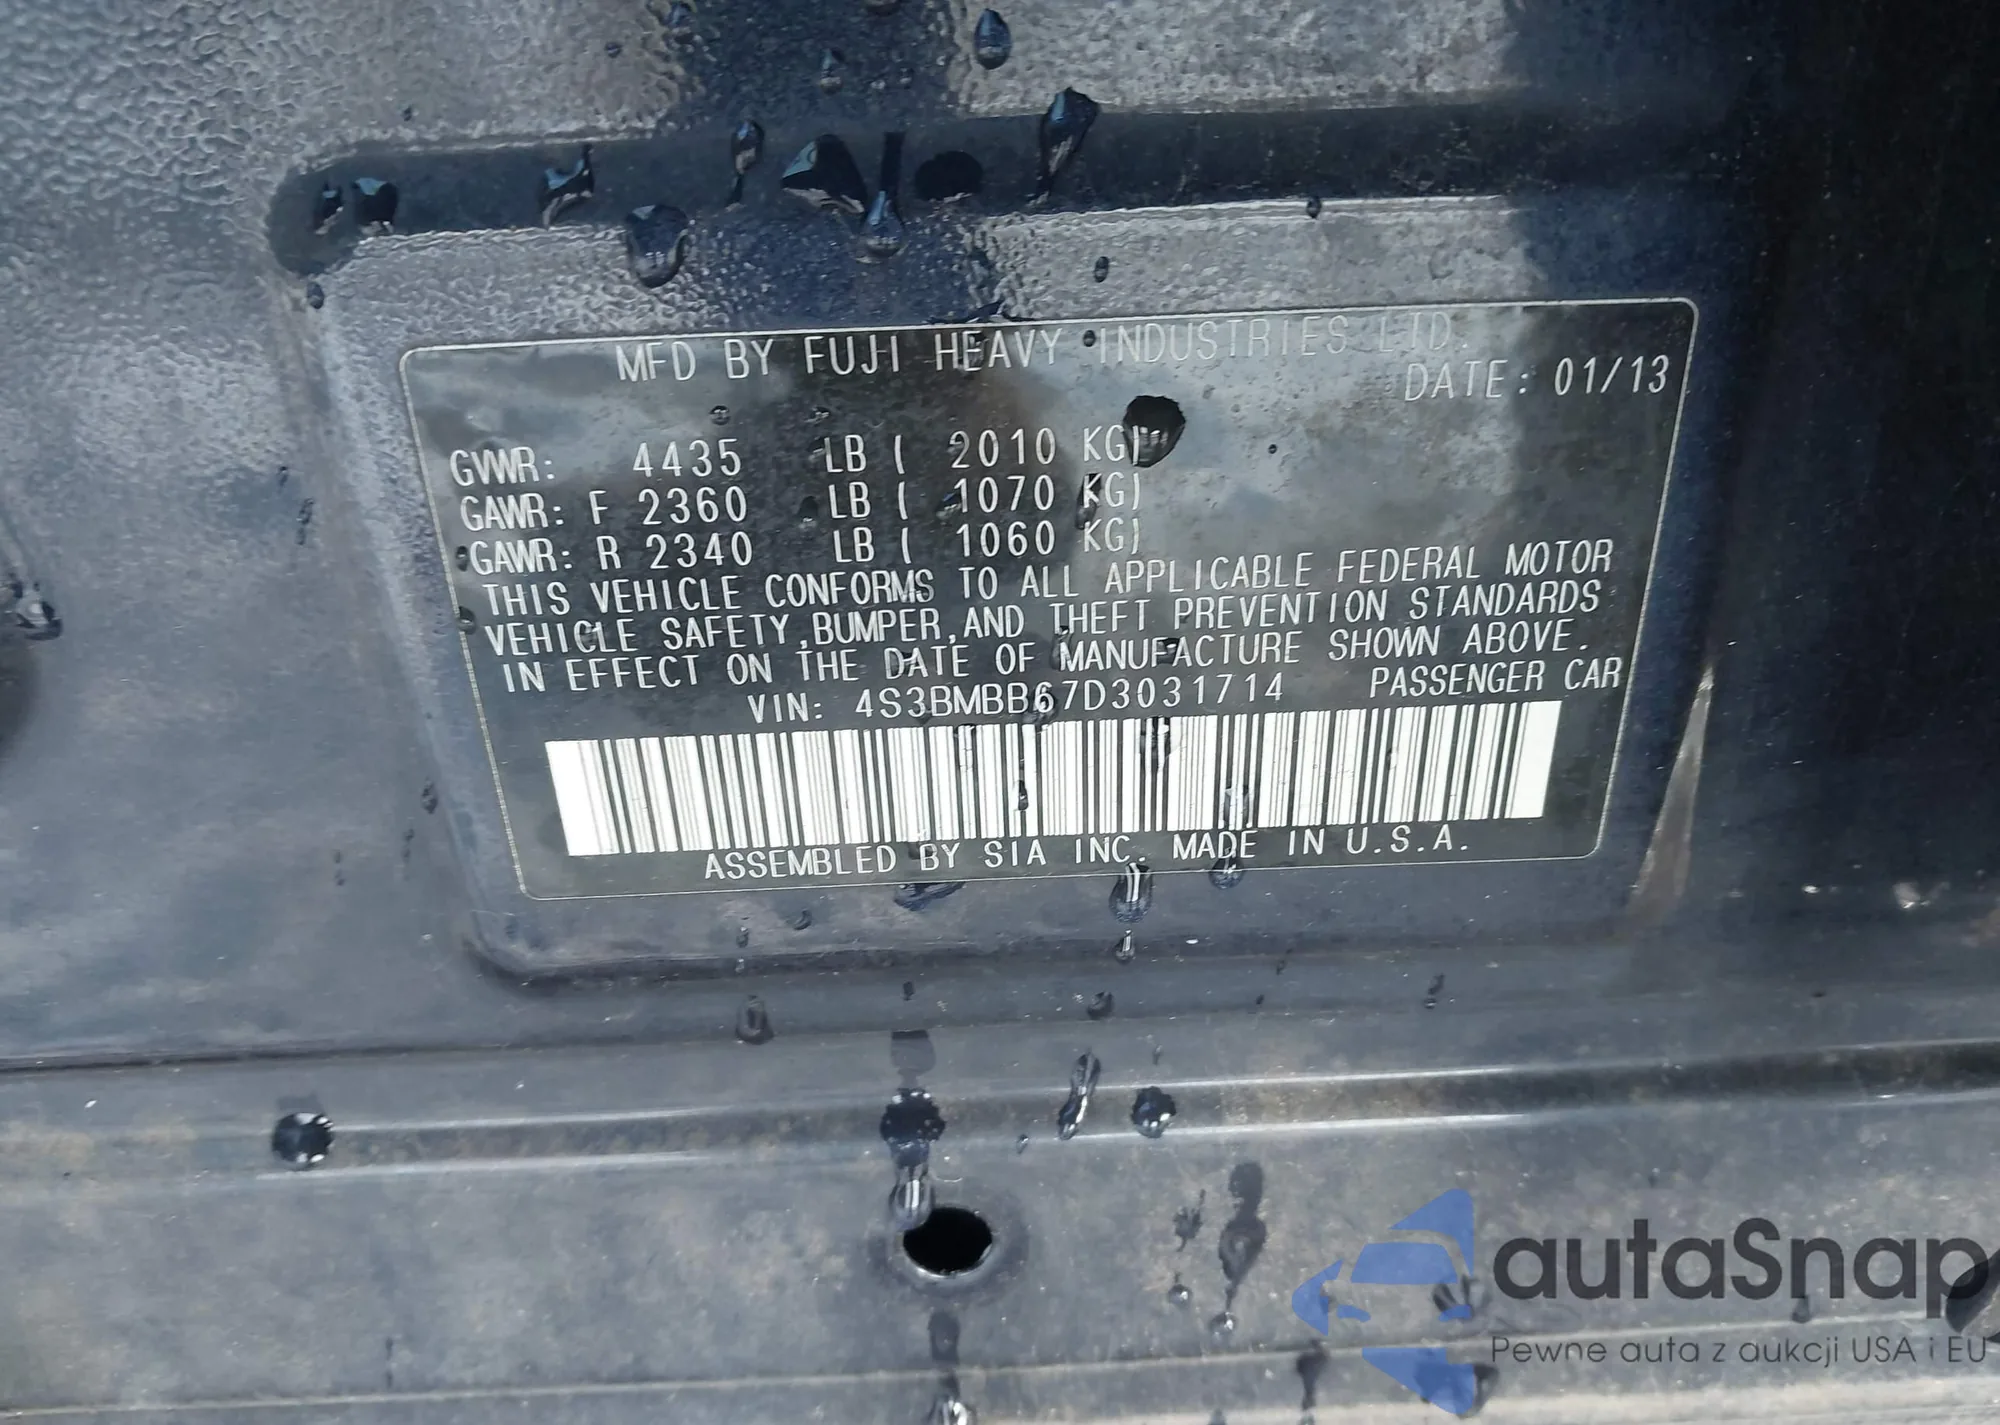 MFD BY FUJI HEAVY INDUSTRIES LTD.
DATE: 01/13
GVWR: 4435 LB ( 2010 KG)
GAWR: F 2360 LB ( 1070 KG)
GAWR: R 2340 LB ( 1060 KG)
THIS VEHICLE CONFORMS TO ALL APPLICABLE FEDERAL MOTOR
VEHICLE SAFETY,BUMPER,AND THEFT PREVENTION STANDARDS
IN EFFECT ON THE DATE OF MANUFACTURE SHOWN ABOVE.
VIN: 4S3BMBB67D3031714 PASSENGER CAR
ASSEMBLED BY SIA INC. MADE IN U.S.A.
autaSnap
Pewne auta z aukcji USA i EU